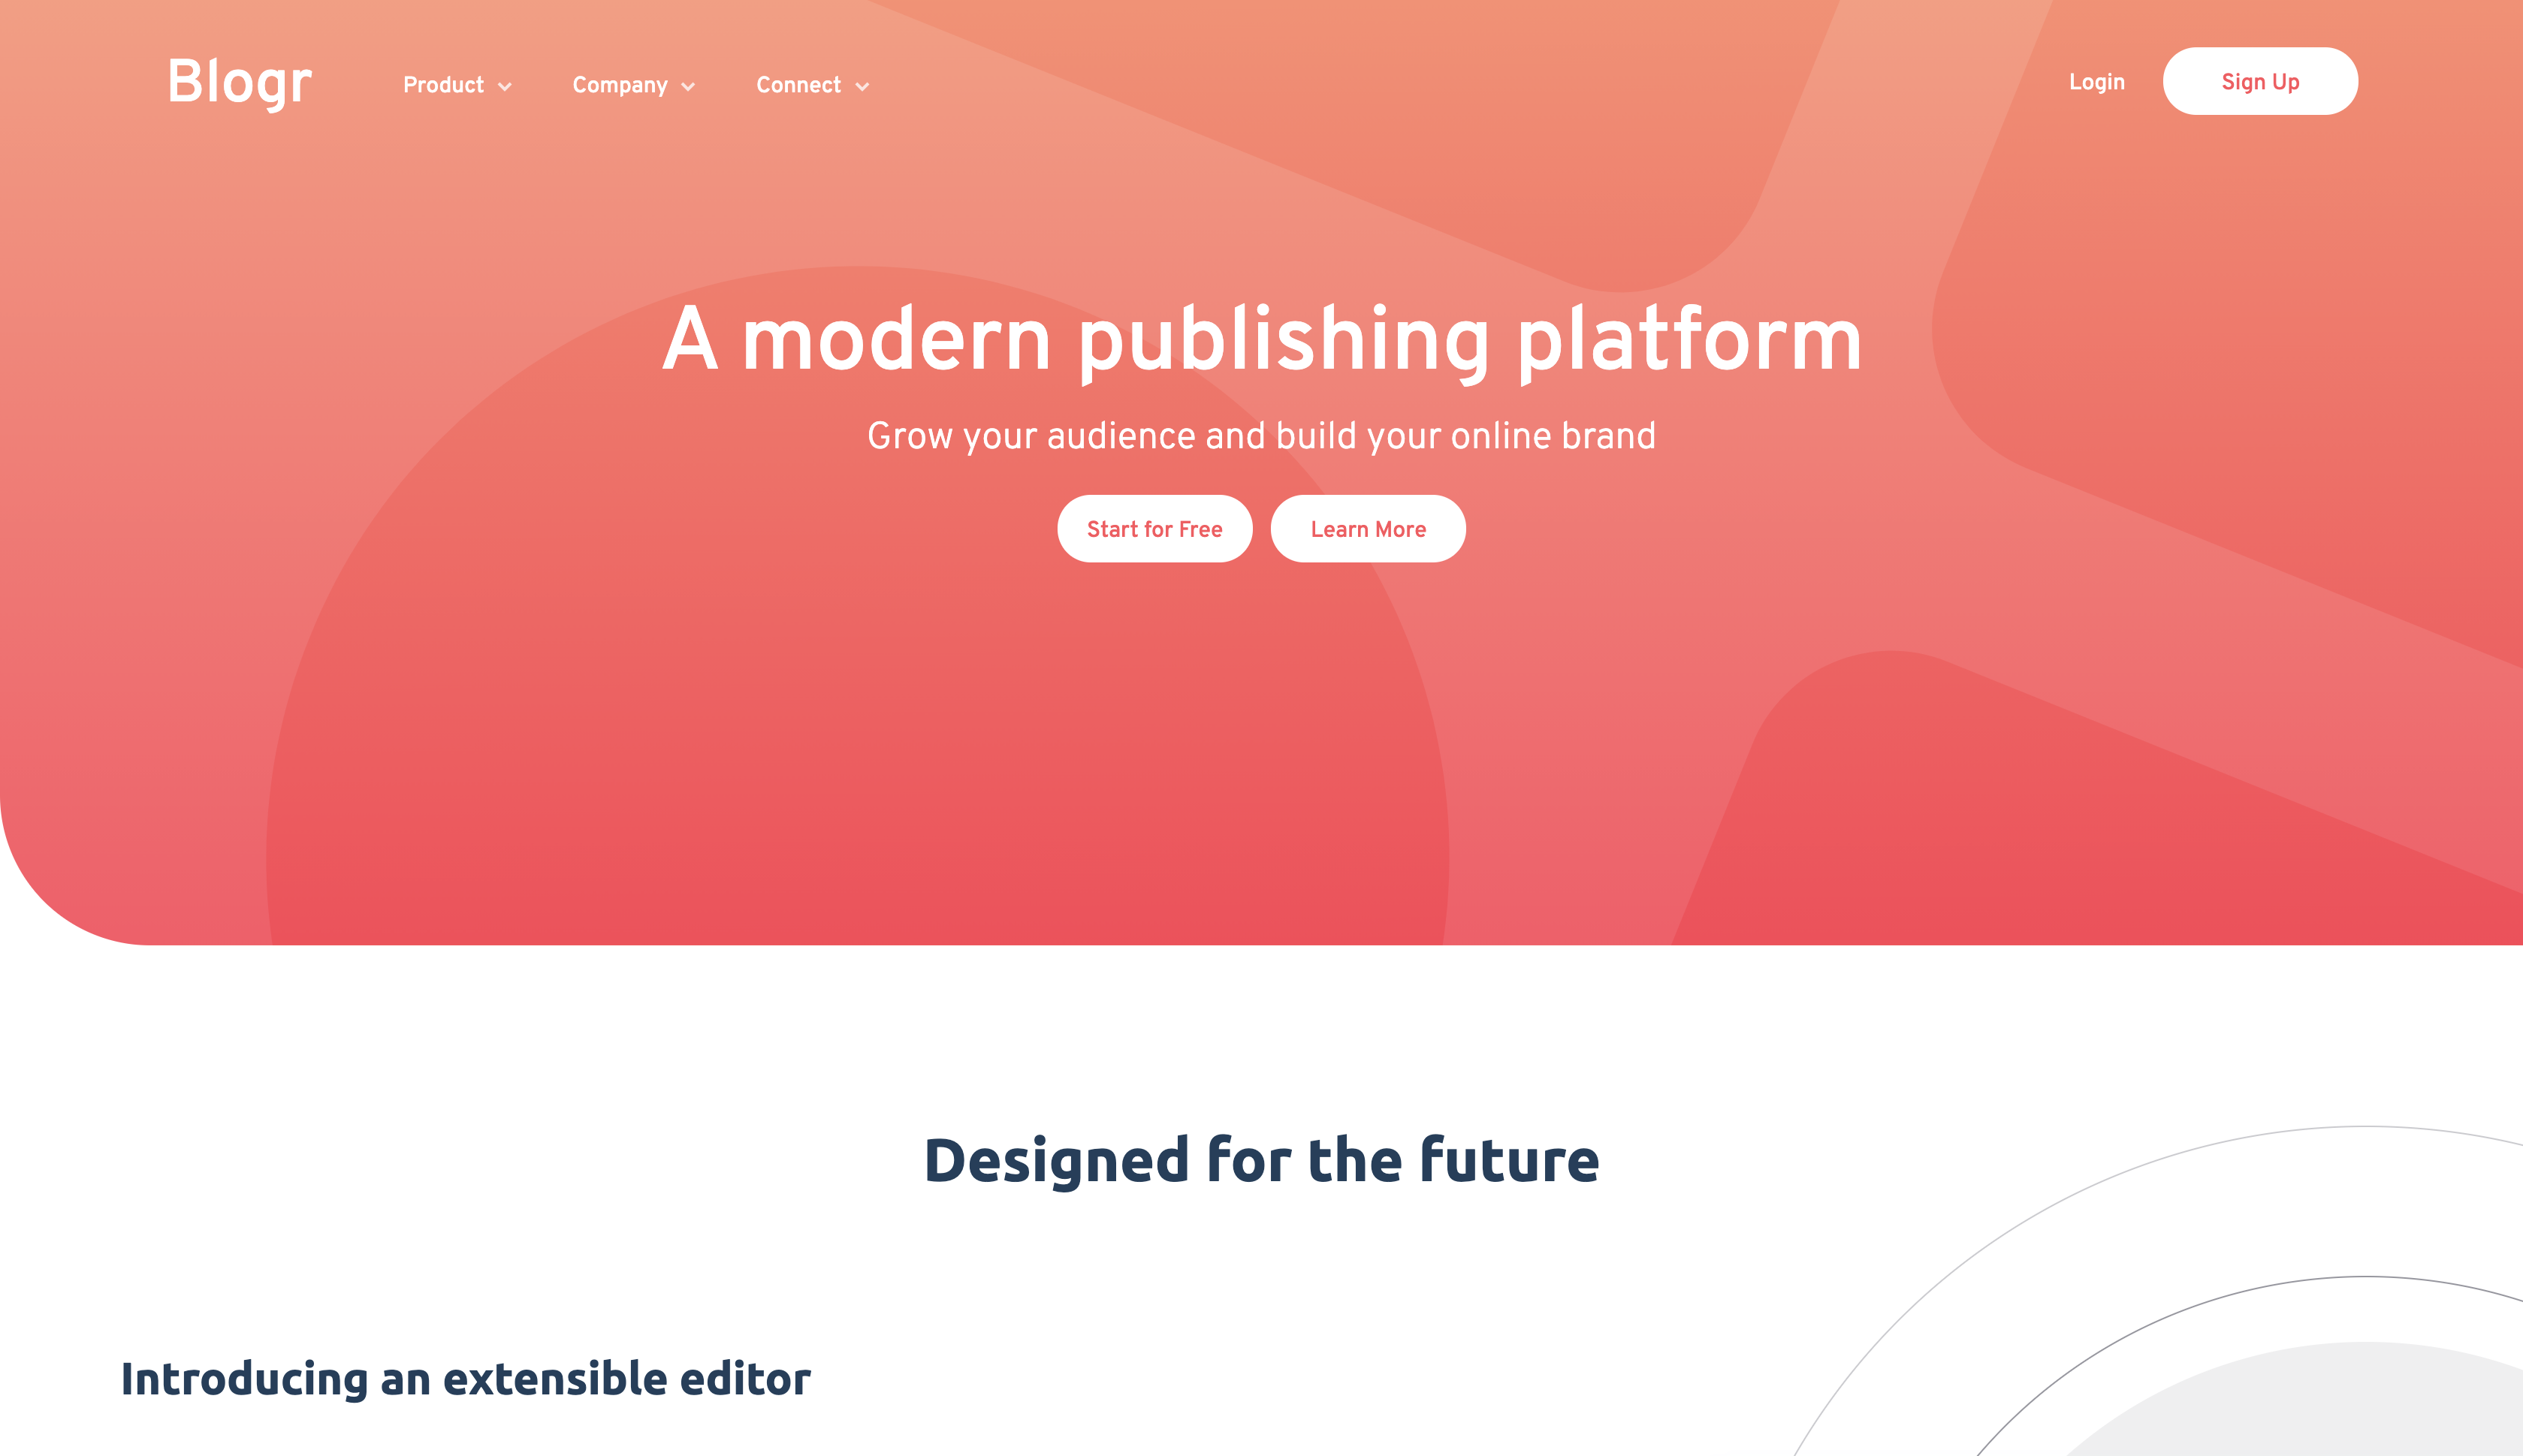 Blogr
Product
Company
Connect
Login
Sign Up
A modern publishing platform
Grow your audience and build your online brand
Start for Free
Learn More
Designed for the future
Introducing an extensible editor